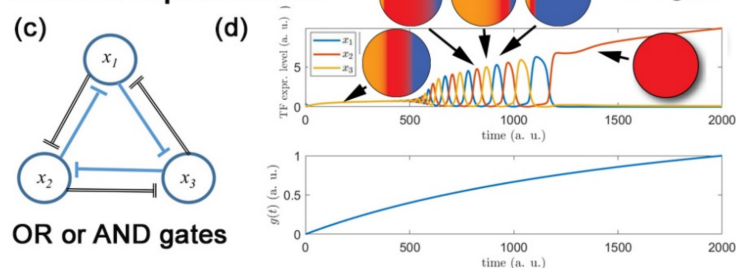 (c)
x1
x2
x3
OR or AND gates
(d)
TF expr. level (a. u.)
x1
x2
x3
5
0
0
500
1000
1500
2000
time (a. u.)
g(t) (a. u.)
1
0.5
0
0
500
1000
1500
2000
time (a. u.)